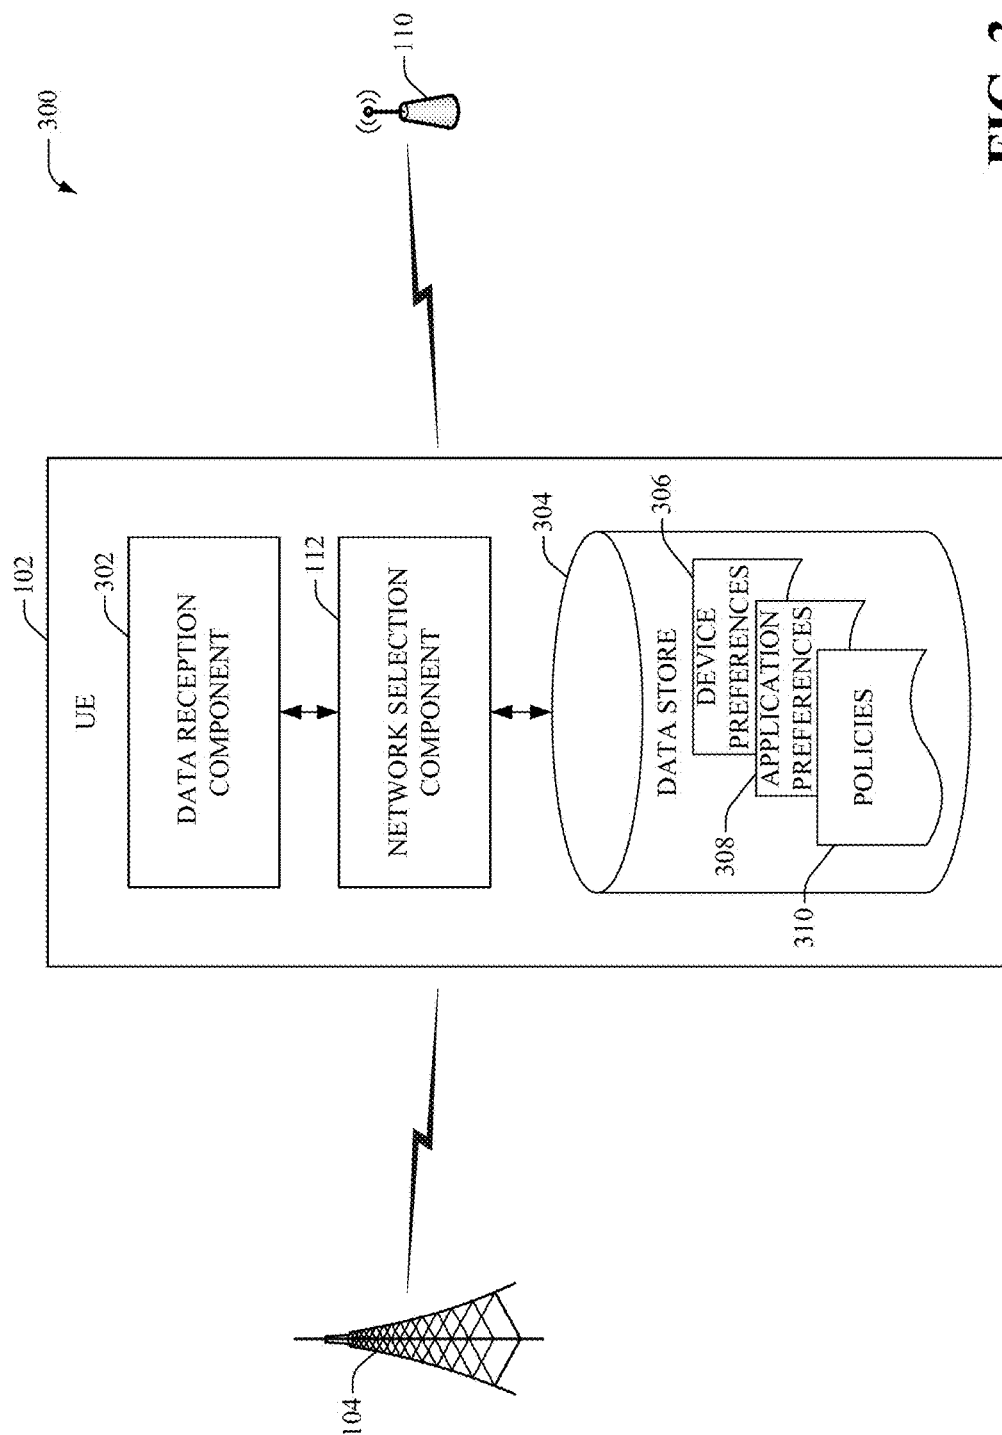 300
102
UE
302
DATA RECEPTION
COMPONENT
112
NETWORK SELECTION
COMPONENT
104
110
304
DATA STORE
306
DEVICE
PREFERENCES
308
APPLICATION
PREFERENCES
310
POLICIES
FIG.